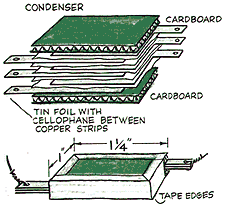 CONDENSER
CARDBOARD
CARDBOARD
TIN FOIL WITH
CELLOPHANE BETWEEN
COPPER STRIPS
1"
1¼"
TAPE EDGES